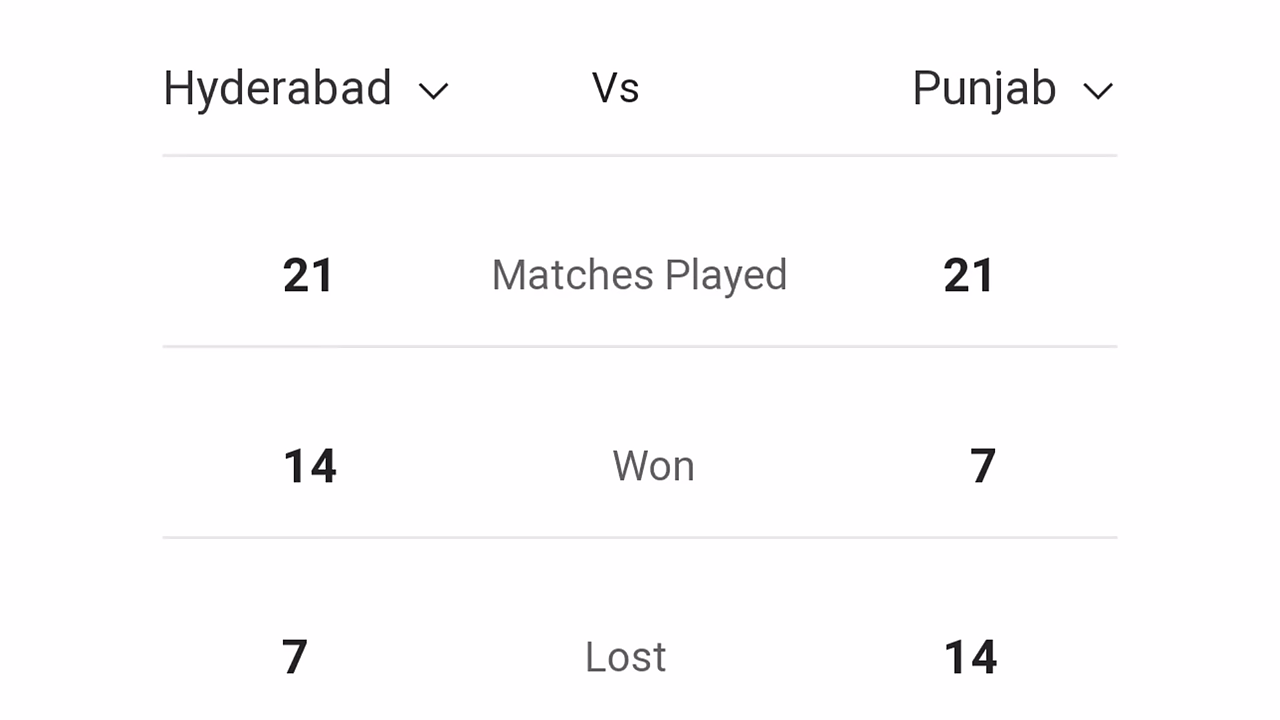 Hyderabad Vs Punjab
21 Matches Played 21
14 Won 7
7 Lost 14